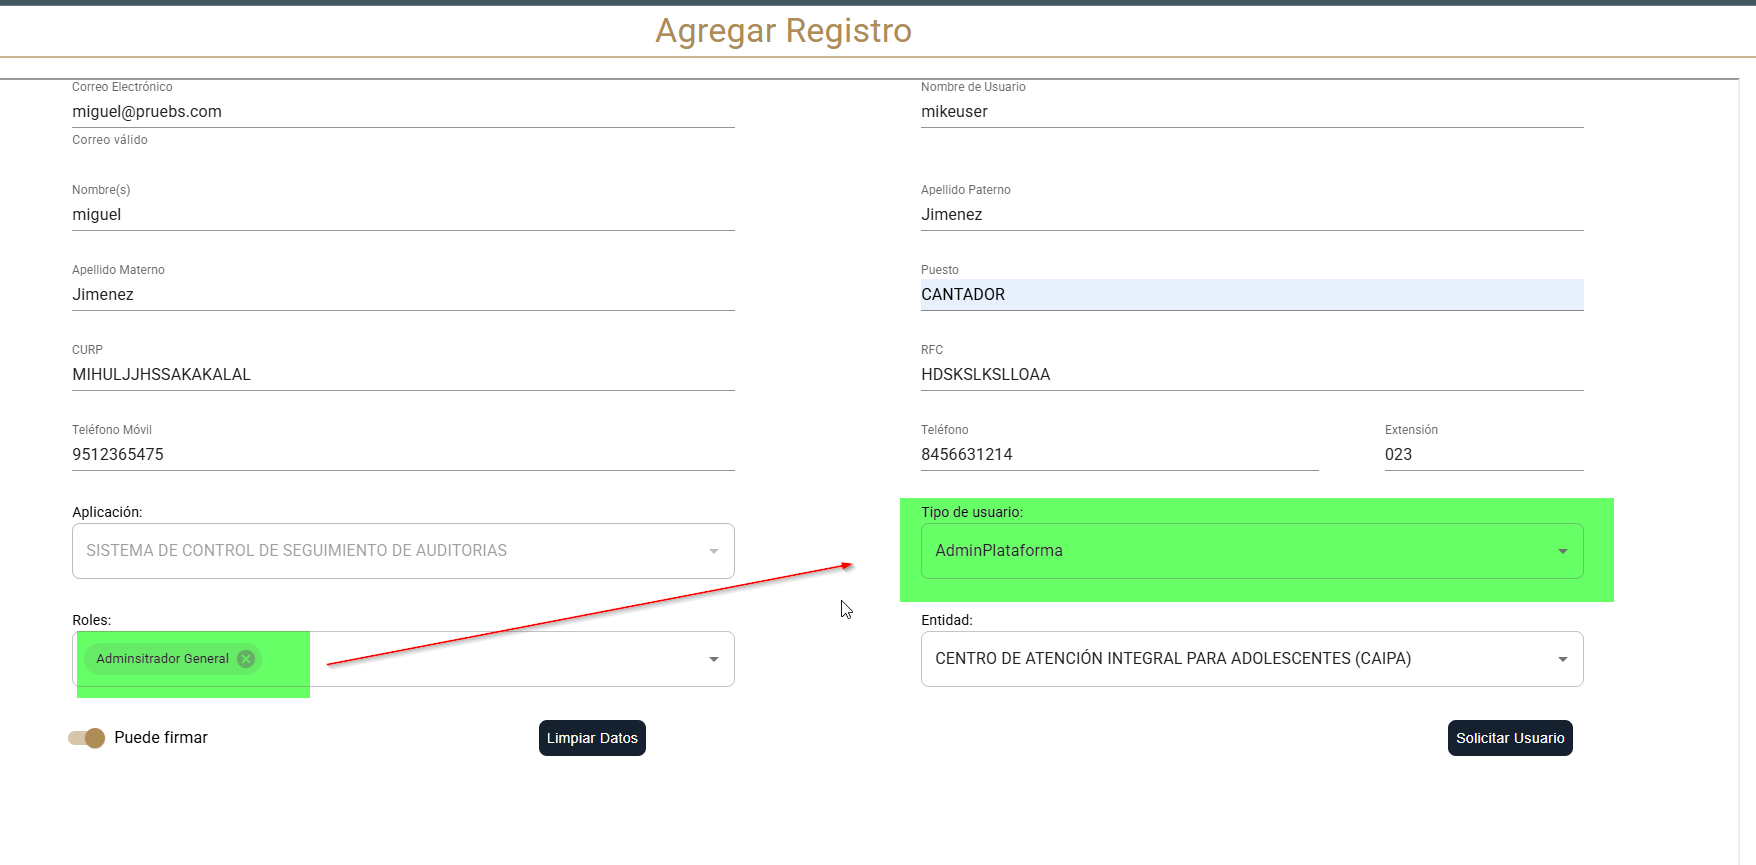 Agregar Registro
Correo Electrónico
miguel@pruebs.com
Correo válido
Nombre de Usuario
mikeuser
Nombre(s)
miguel
Apellido Paterno
Jimenez
Apellido Materno
Jimenez
Puesto
CANTADOR
CURP
MIHULJJHSSAKAKALAL
RFC
HDSKSLKSLLOAA
Teléfono Móvil
9512365475
Teléfono
8456631214
Extensión
023
Aplicación:
SISTEMA DE CONTROL DE SEGUIMIENTO DE AUDITORIAS
Tipo de usuario:
AdminPlataforma
Roles:
Adminsitrador General
Entidad:
CENTRO DE ATENCIÓN INTEGRAL PARA ADOLESCENTES (CAIPA)
Puede firmar
Limpiar Datos
Solicitar Usuario